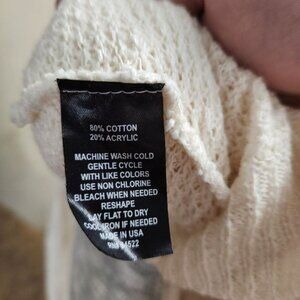 80% COTTON
20% ACRYLIC
MACHINE WASH COLD
GENTLE CYCLE
WITH LIKE COLORS
USE NON CHLORINE
BLEACH WHEN NEEDED
RESHAPE
LAY FLAT TO DRY
COOL IRON IF NEEDED
MADE IN USA